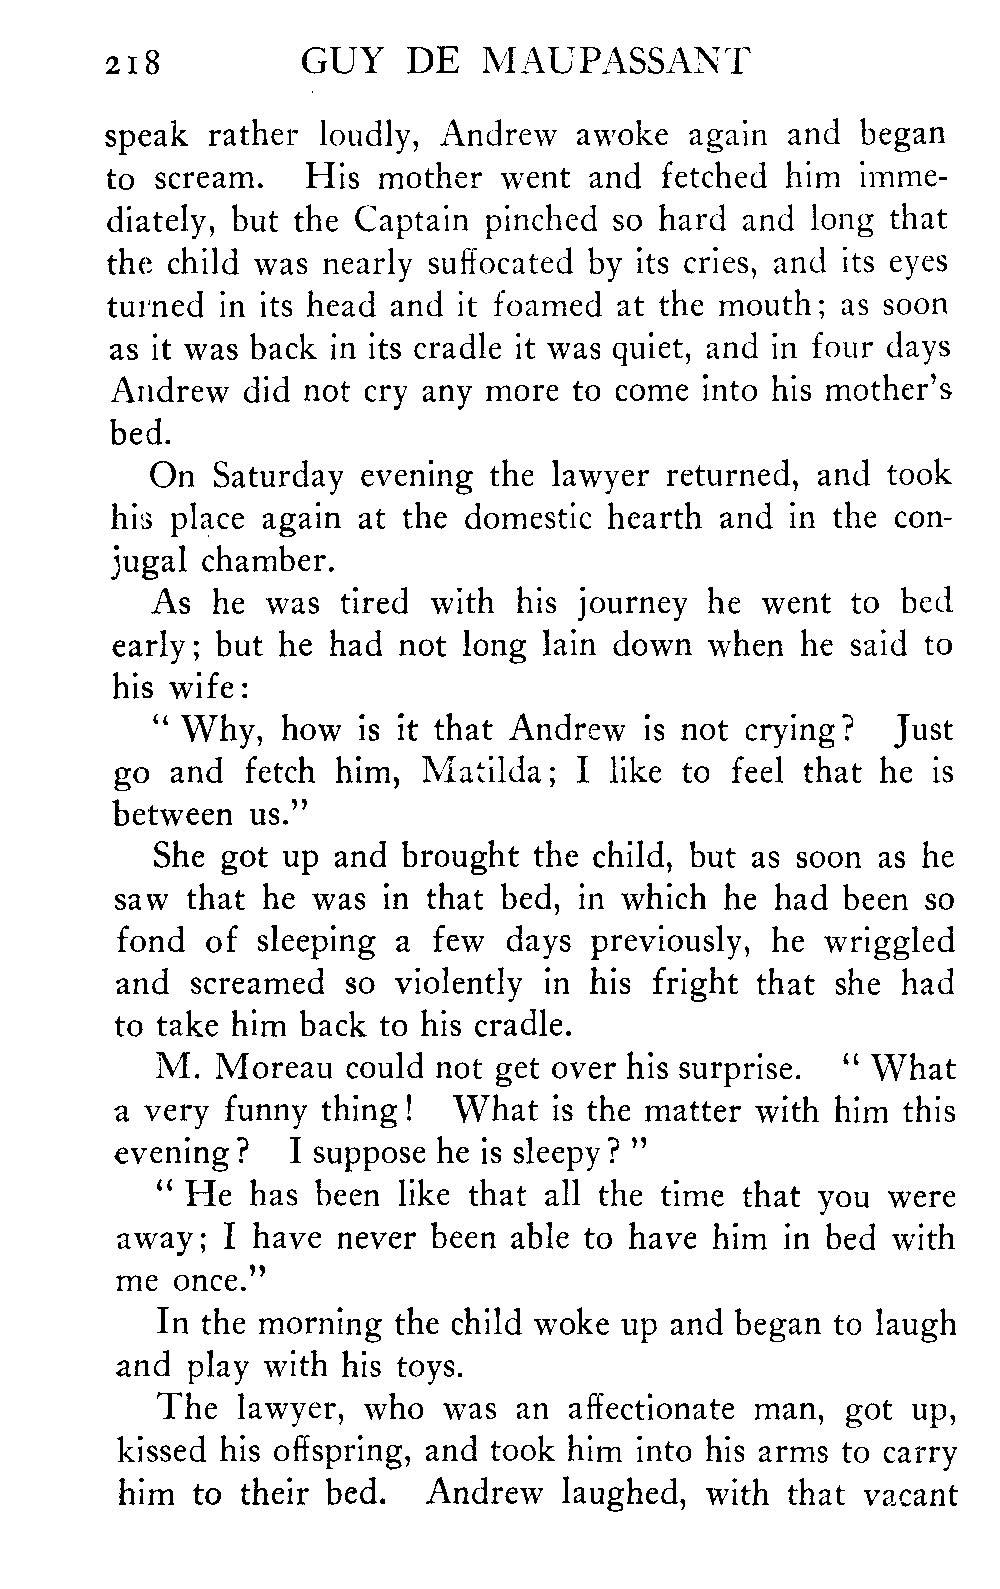 218 GUY DE MAUPASSANT
speak rather loudly, Andrew awoke again and began
to scream. His mother went and fetched him imme-
diately, but the Captain pinched so hard and long that
the child was nearly suffocated by its cries, and its eyes
turned in its head and it foamed at the mouth; as soon
as it was back in its cradle it was quiet, and in four days
Andrew did not cry any more to come into his mother's
bed.
On Saturday evening the lawyer returned, and took
his place again at the domestic hearth and in the con-
jugal chamber.
As he was tired with his journey he went to bed
early; but he had not long lain down when he said to
his wife:
" Why, how is it that Andrew is not crying? Just
go and fetch him, Matilda; I like to feel that he is
between us."
She got up and brought the child, but as soon as he
saw that he was in that bed, in which he had been so
fond of sleeping a few days previously, he wriggled
and screamed so violently in his fright that she had
to take him back to his cradle.
M. Moreau could not get over his surprise. " What
a very funny thing! What is the matter with him this
evening? I suppose he is sleepy? "
" He has been like that all the time that you were
away; I have never been able to have him in bed with
me once."
In the morning the child woke up and began to laugh
and play with his toys.
The lawyer, who was an affectionate man, got up,
kissed his offspring, and took him into his arms to carry
him to their bed. Andrew laughed, with that vacant